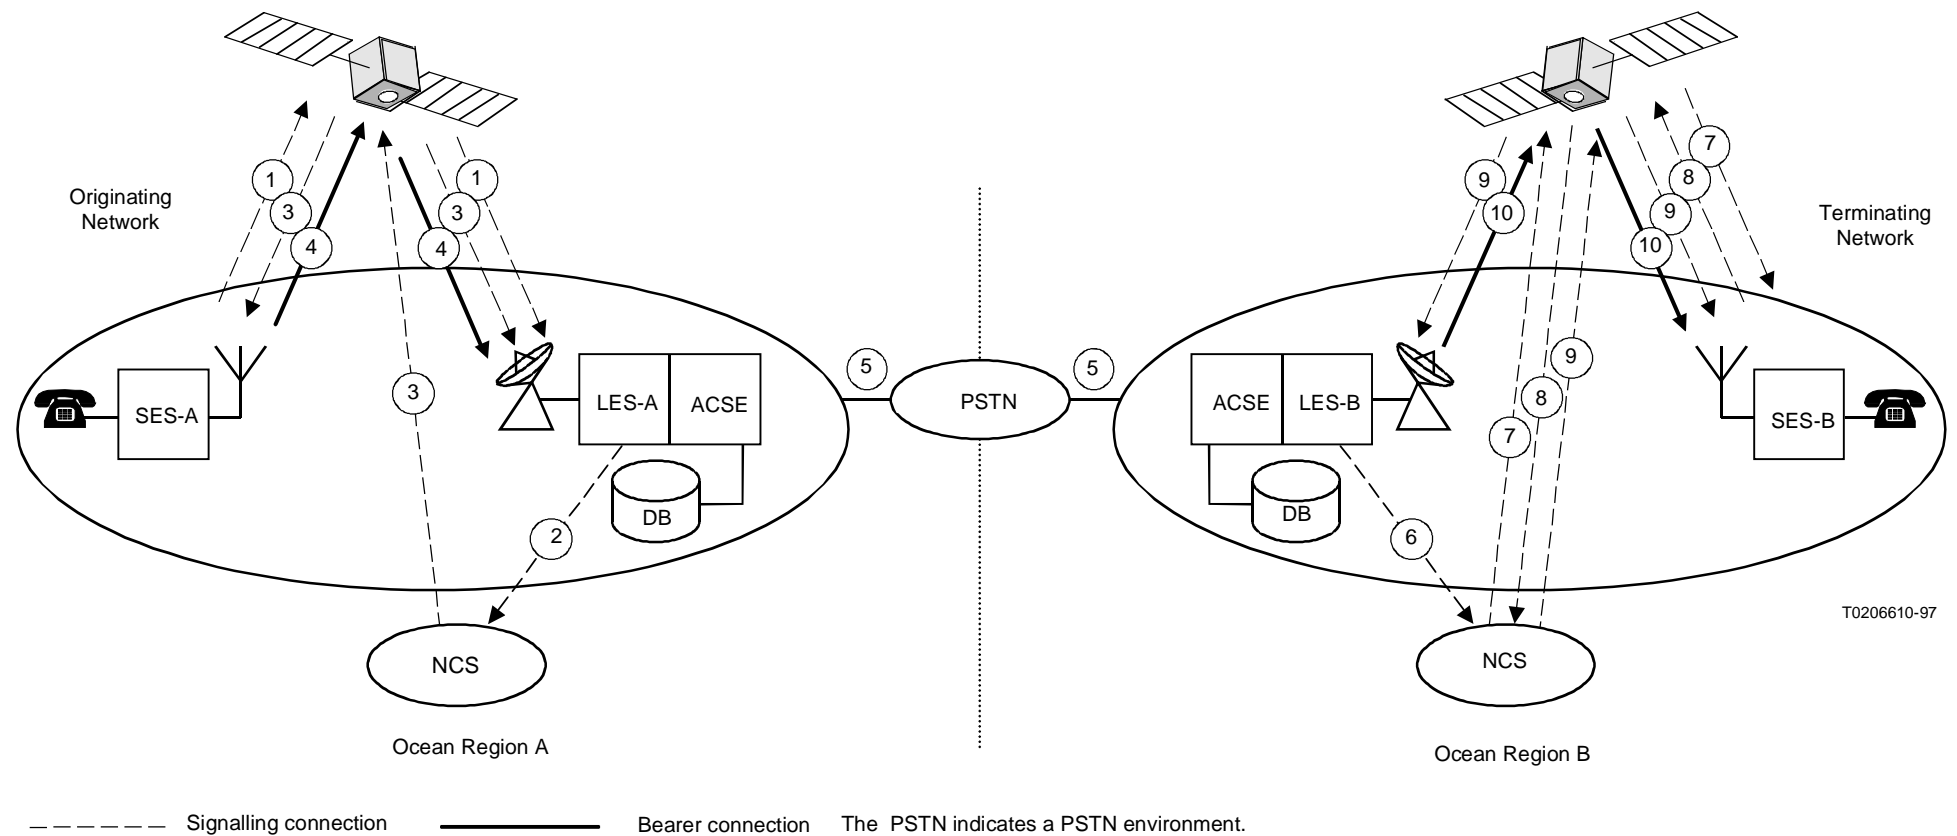 Originating
Network
1
3
4
1
3
4
3
SES-A
LES-A
ACSE
DB
2
NCS
Ocean Region A
5
PSTN
5
Terminating
Network
9
10
7
8
9
10
9
8
7
ACSE
LES-B
DB
6
SES-B
NCS
T0206610-97
Ocean Region B
Signalling connection
Bearer connection
The PSTN indicates a PSTN environment.